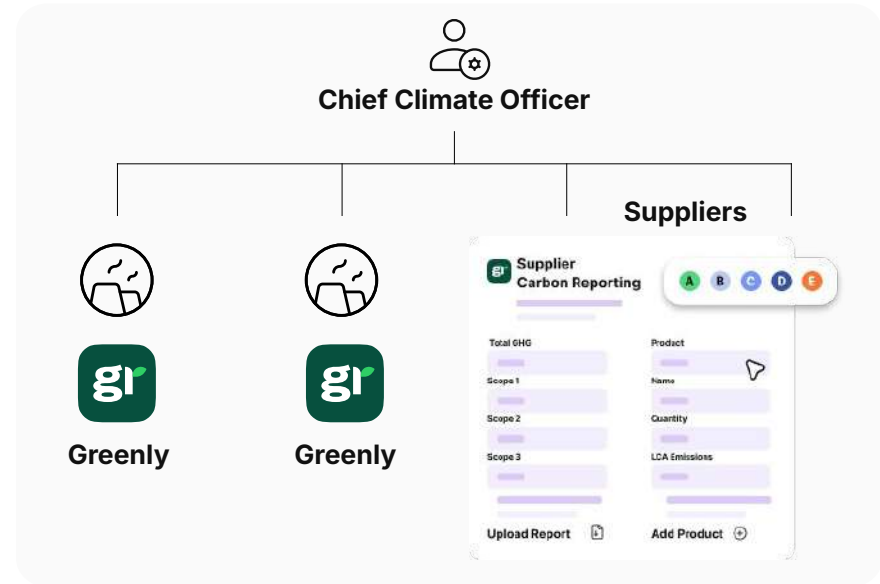 Chief Climate Officer
Suppliers
gr
Supplier
Carbon Reporting
A B C D E
Total GHG
Product
Scope 1
Name
Scope 2
Quantity
Scope 3
LCA Emissions
Upload Report
Add Product
gr
Greenly
gr
Greenly